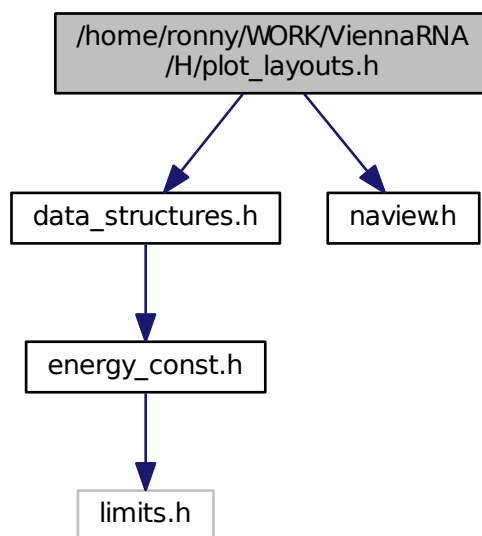 /home/ronny/WORK/ViennaRNA
/H/plot_layouts.h
data_structures.h
naview.h
energy_const.h
limits.h